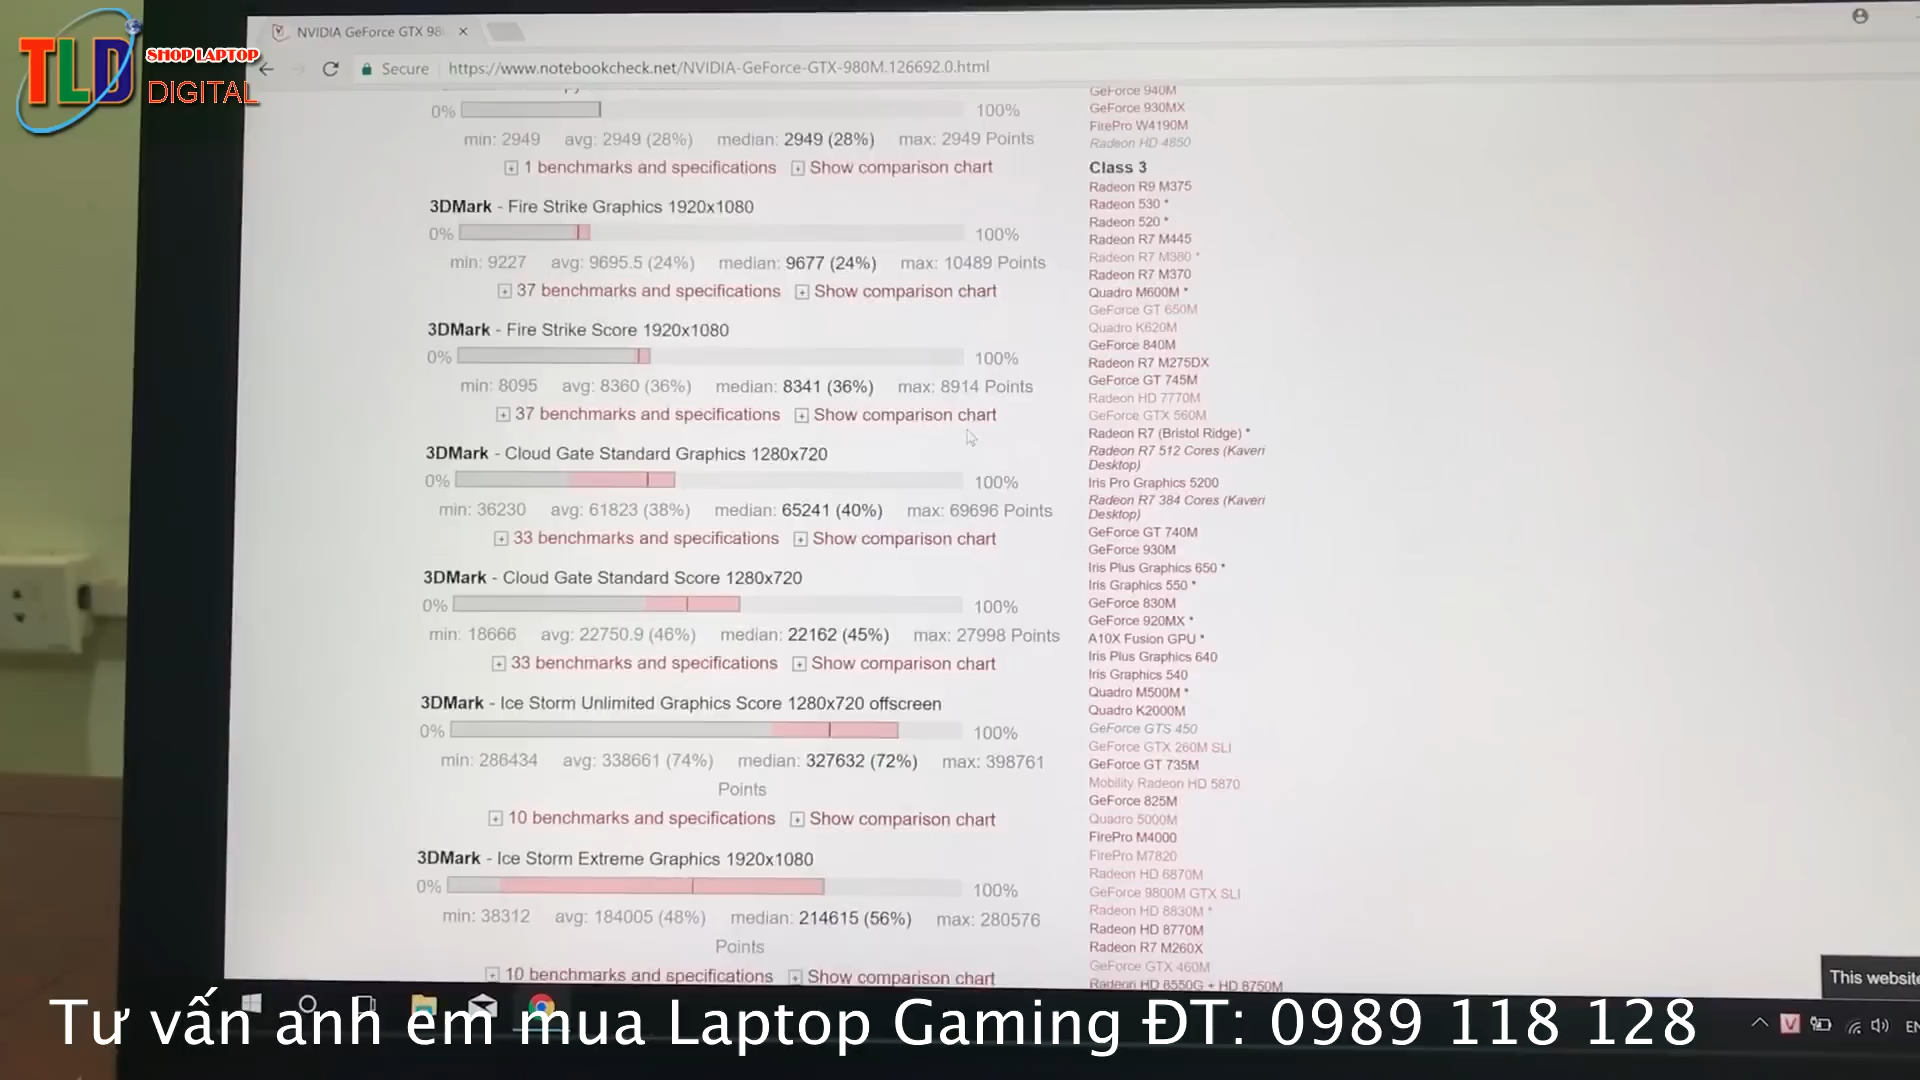 TLD SHOP LAPTOP
DIGITAL
NVIDIA GeForce GTX 98
Secure https://www.notebookcheck.net/NVIDIA-GeForce-GTX-980M.126692.0.html
0% 100%
min: 2949 avg: 2949 (28%) median: 2949 (28%) max: 2949 Points
1 benchmarks and specifications Show comparison chart
3DMark - Fire Strike Graphics 1920x1080
0% 100%
min: 9227 avg: 9695.5 (24%) median: 9677 (24%) max: 10489 Points
37 benchmarks and specifications Show comparison chart
3DMark - Fire Strike Score 1920x1080
0% 100%
min: 8095 avg: 8360 (36%) median: 8341 (36%) max: 8914 Points
37 benchmarks and specifications Show comparison chart
3DMark - Cloud Gate Standard Graphics 1280x720
0% 100%
min: 36230 avg: 61823 (38%) median: 65241 (40%) max: 69696 Points
33 benchmarks and specifications Show comparison chart
3DMark - Cloud Gate Standard Score 1280x720
0% 100%
min: 18666 avg: 22750.9 (46%) median: 22162 (45%) max: 27998 Points
33 benchmarks and specifications Show comparison chart
3DMark - Ice Storm Unlimited Graphics Score 1280x720 offscreen
0% 100%
min: 286434 avg: 338661 (74%) median: 327632 (72%) max: 398761
Points
10 benchmarks and specifications Show comparison chart
3DMark - Ice Storm Extreme Graphics 1920x1080
0% 100%
min: 38312 avg: 184005 (48%) median: 214615 (56%) max: 280576
Points
10 benchmarks and specifications Show comparison chart
GeForce 940M
GeForce 930MX
FirePro W4190M
Radeon HD 4850
Class 3
Radeon R9 M375
Radeon 530 *
Radeon 520 *
Radeon R7 M445
Radeon R7 M380 *
Radeon R7 M370
Quadro M600M *
GeForce GT 650M
Quadro K620M
GeForce 840M
Radeon R7 M275DX
GeForce GT 745M
Radeon HD 7770M
GeForce GTX 560M
Radeon R7 (Bristol Ridge) *
Radeon R7 512 Cores (Kaveri
Desktop)
Iris Pro Graphics 5200
Radeon R7 384 Cores (Kaveri
Desktop)
GeForce GT 740M
GeForce 930M
Iris Plus Graphics 650 *
Iris Graphics 550 *
GeForce 830M
GeForce 920MX *
A10X Fusion GPU *
Iris Plus Graphics 640
Iris Graphics 540
Quadro M500M *
Quadro K2000M
GeForce GTS 450
GeForce GTX 260M SLI
GeForce GT 735M
Mobility Radeon HD 5870
GeForce 825M
Quadro 5000M
FirePro M4000
FirePro M7820
Radeon HD 6870M
GeForce 9800M GTX SLI
Radeon HD 8830M *
Radeon HD 8770M
Radeon R7 M260X
GeForce GTX 460M
Radeon HD 8550G + HD 8750M
This website
Tư vấn anh em mua Laptop Gaming ĐT: 0989 118 128
V